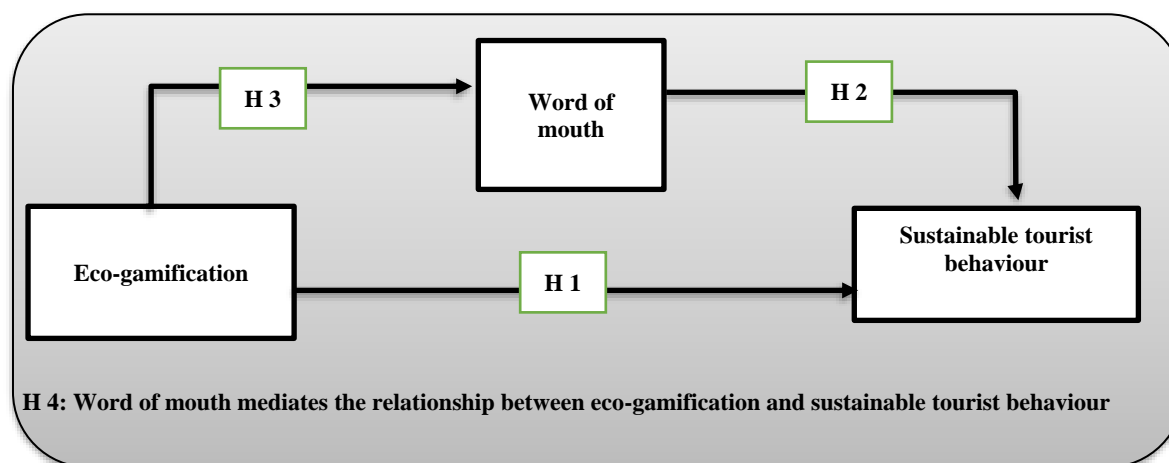 H 3
Word of
mouth
H 2
Eco-gamification
H 1
Sustainable tourist
behaviour
H 4: Word of mouth mediates the relationship between eco-gamification and sustainable tourist behaviour